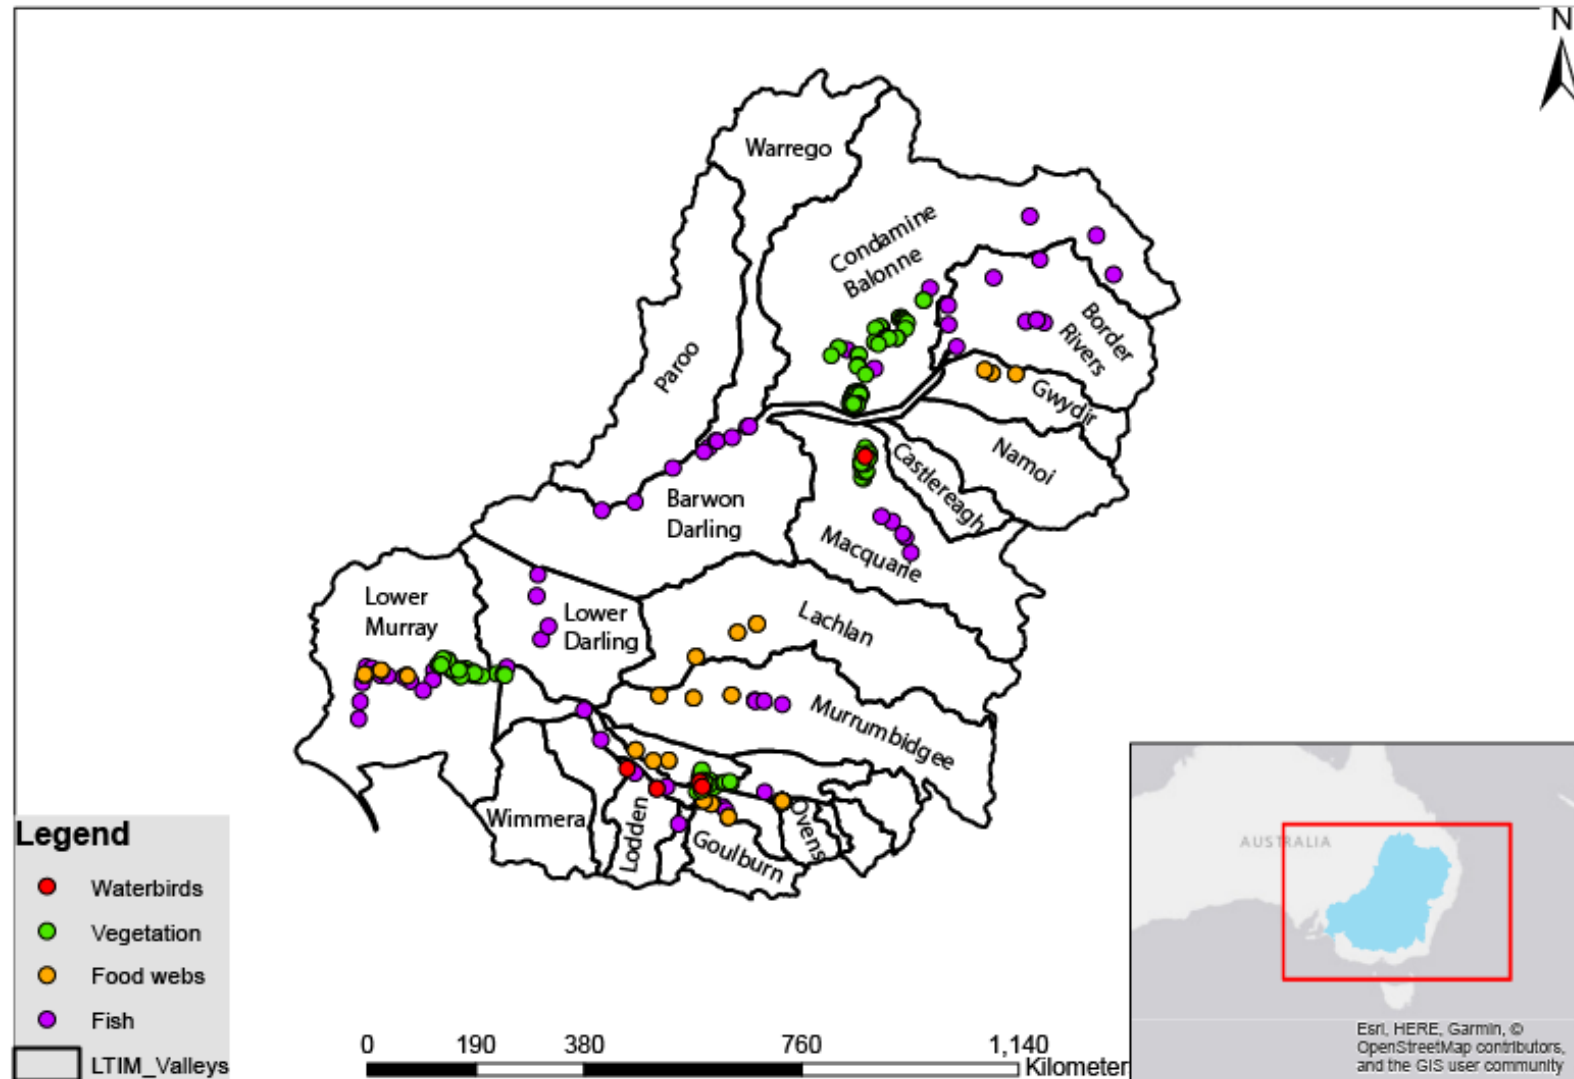 N
Warrego
Condamine
Balonne
Border
Rivers
Paroo
Gwydir
Namoi
Castlereagh
Barwon
Darling
Macquarie
Lower
Murray
Lower
Darling
Lachlan
Murrumbidgee
Wimmera
Lodden
Goulburn
Ovens
Legend
Waterbirds
Vegetation
Food webs
Fish
LTIM_Valleys
0 190 380 760 1,140
Kilometer
AUSTRALIA
Esri, HERE, Garmin, ©
OpenStreetMap contributors,
and the GIS user community